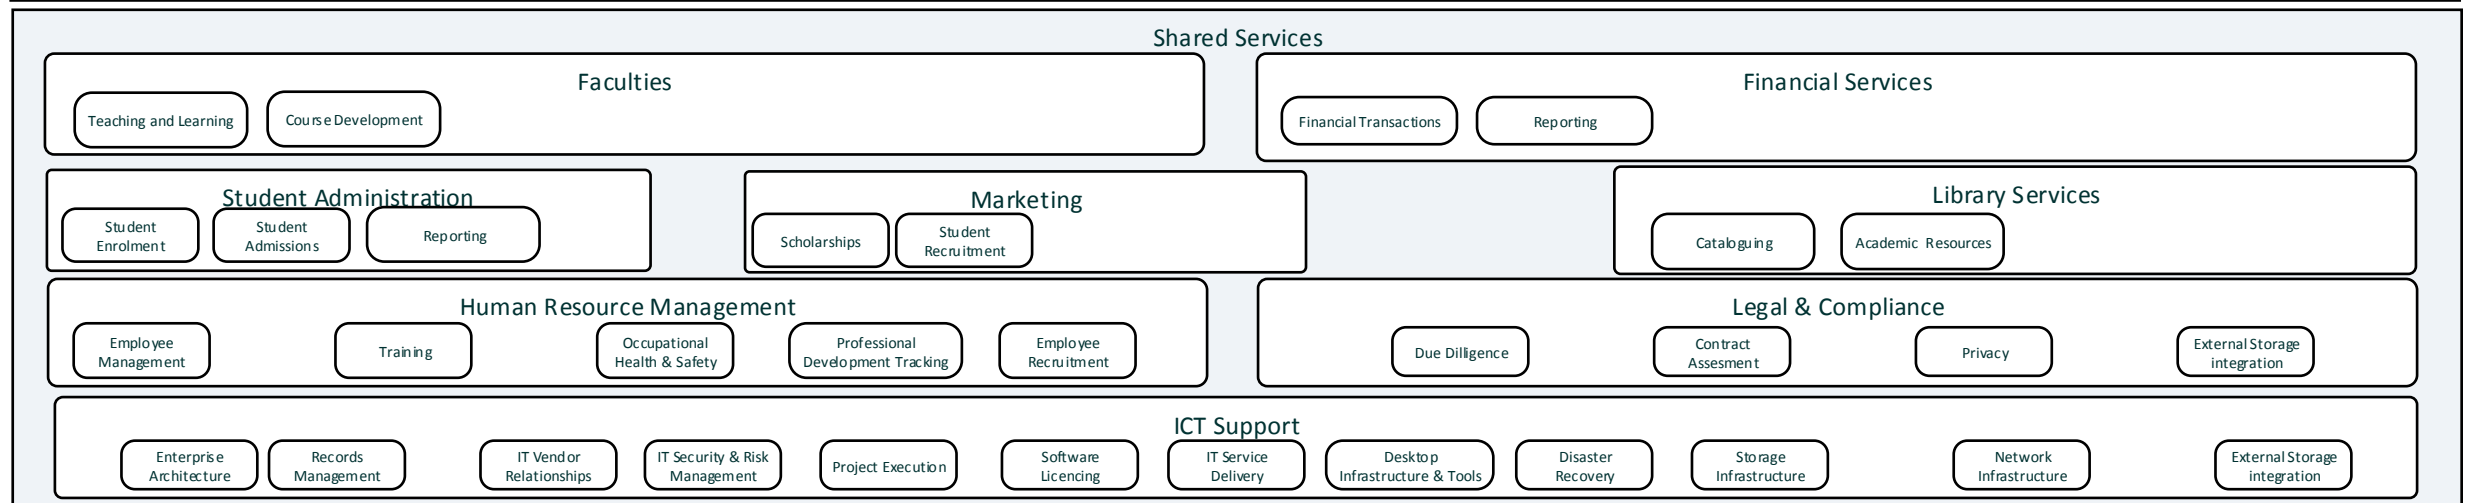 Shared Services
Faculties
Teaching and Learning
Course Development
Financial Services
Financial Transactions
Reporting
Student Administration
Student
Enrolment
Student
Admissions
Reporting
Marketing
Scholarships
Student
Recruitment
Library Services
Cataloguing
Academic Resources
Human Resource Management
Employee
Management
Training
Occupational
Health & Safety
Professional
Development Tracking
Employee
Recruitment
Legal & Compliance
Due Dilligence
Contract
Assesment
Privacy
External Storage
integration
ICT Support
Enterprise
Architecture
Records
Management
IT Vendor
Relationships
IT Security & Risk
Management
Project Execution
Software
Licencing
IT Service
Delivery
Desktop
Infrastructure & Tools
Disaster
Recovery
Storage
Infrastructure
Network
Infrastructure
External Storage
integration